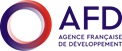 AFD
AGENCE FRANÇAISE
DE DÉVELOPPEMENT